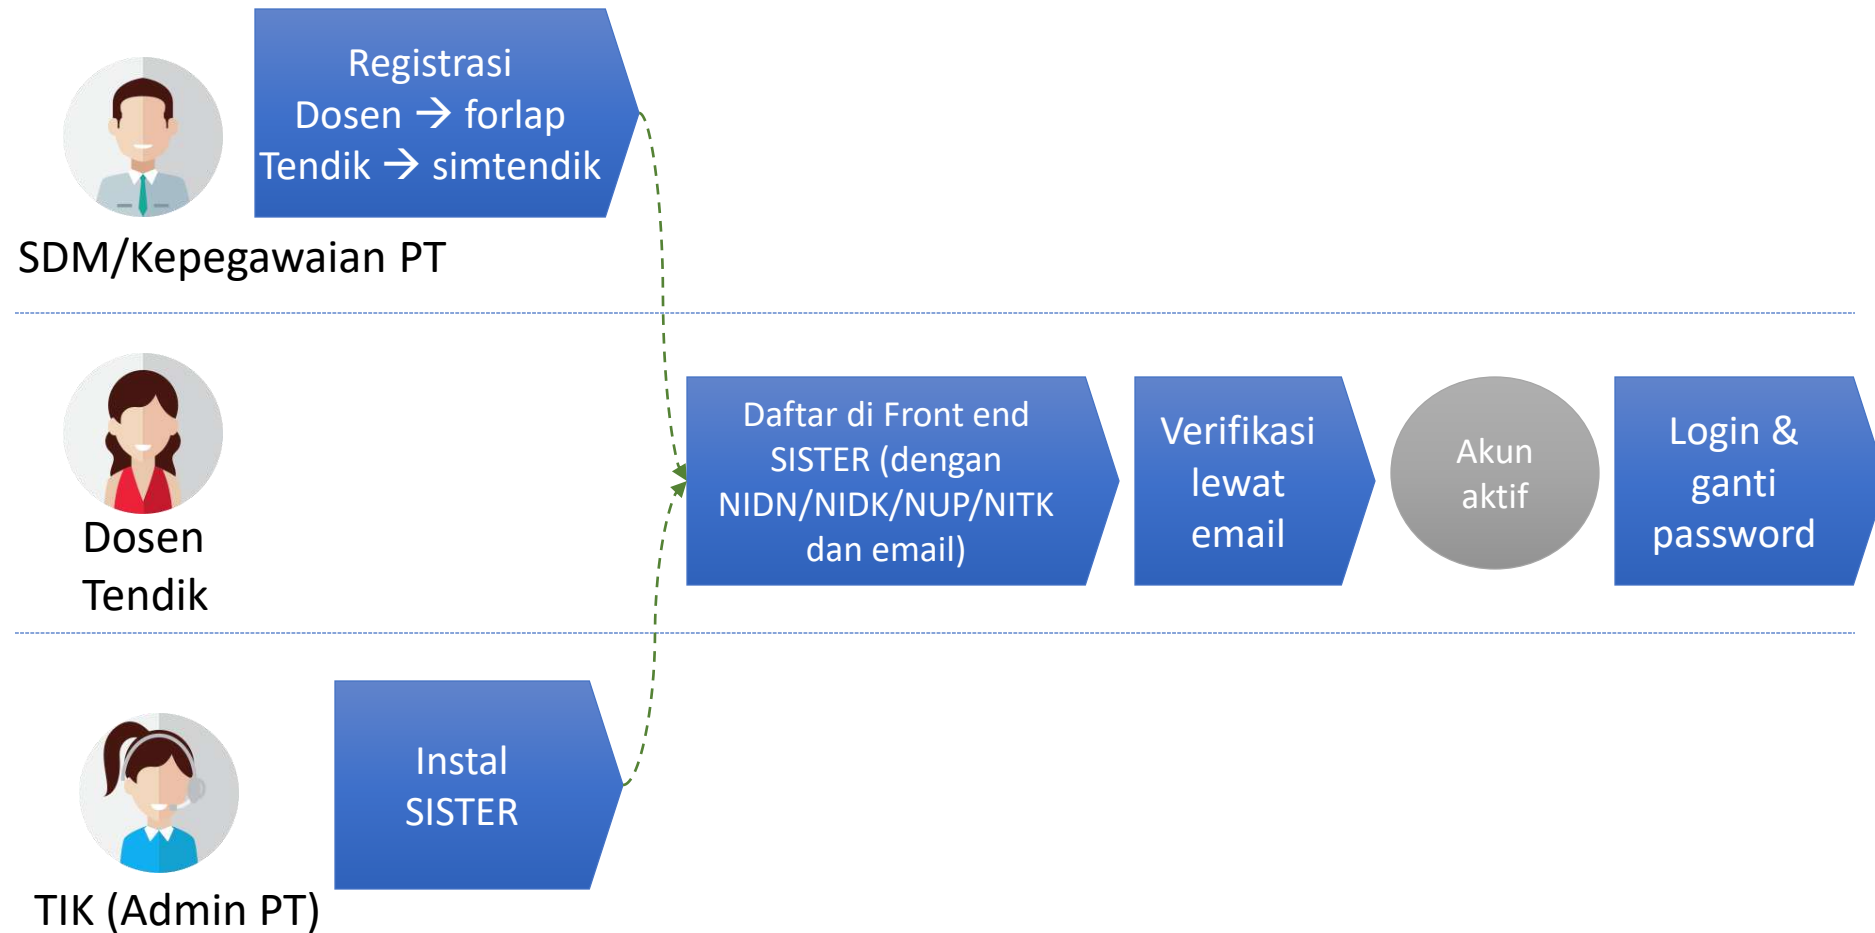 Registrasi
Dosen → forlap
Tendik → simtendik
SDM/Kepegawaian PT
Dosen
Tendik
Daftar di Front end
SISTER (dengan
NIDN/NIDK/NUP/NITK
dan email)
Verifikasi
lewat
email
Akun
aktif
Login &
ganti
password
Instal
SISTER
TIK (Admin PT)